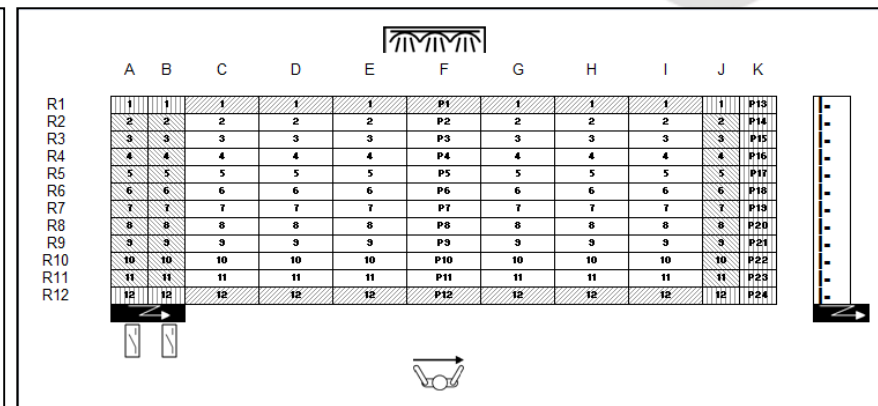 A B C D E F G H I J K
R1 1 1 1 1 1 P1 1 1 1 1 P13
R2 2 2 2 2 2 P2 2 2 2 2 P14
R3 3 3 3 3 3 P3 3 3 3 3 P15
R4 4 4 4 4 4 P4 4 4 4 4 P16
R5 5 5 5 5 5 P5 5 5 5 5 P17
R6 6 6 6 6 6 P6 6 6 6 6 P18
R7 7 7 7 7 7 P7 7 7 7 7 P19
R8 8 8 8 8 8 P8 8 8 8 8 P20
R9 9 9 9 9 9 P9 9 9 9 9 P21
R10 10 10 10 10 10 P10 10 10 10 10 P22
R11 11 11 11 11 11 P11 11 11 11 11 P23
R12 12 12 12 12 12 P12 12 12 12 12 P24